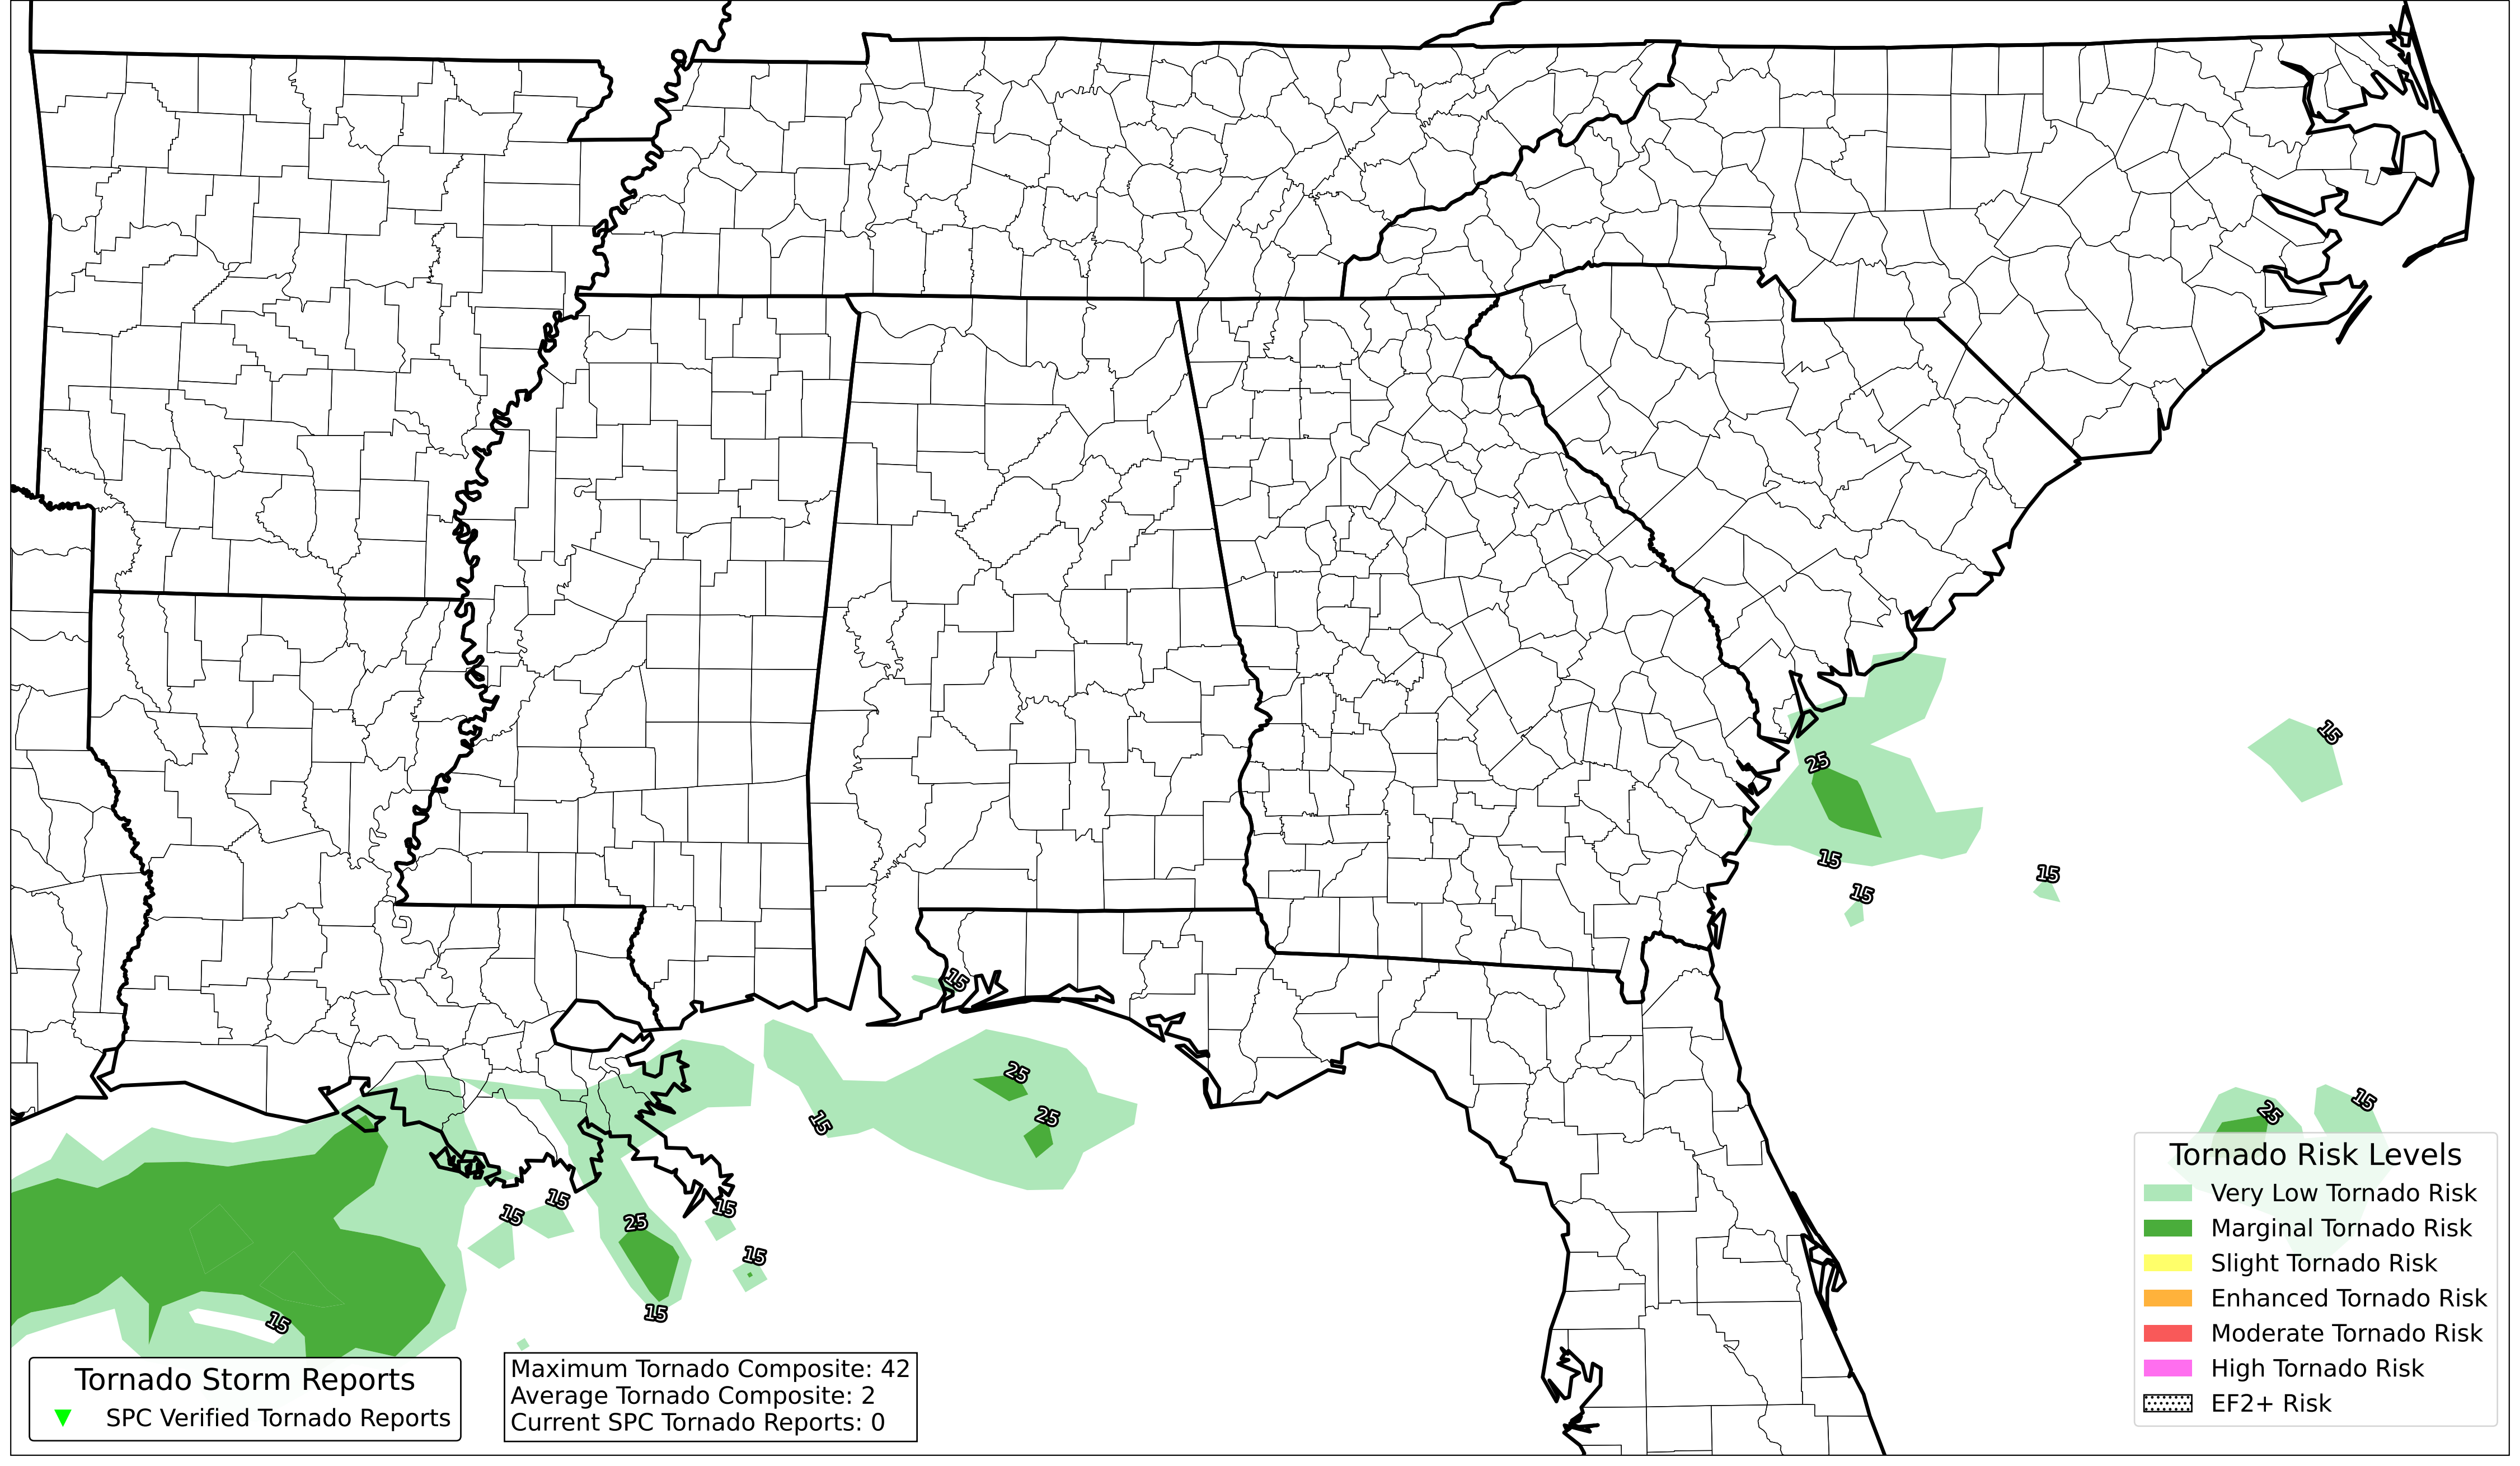 15
25
15
15
15
15
25
15
25
25
15
15
15
15
25
15
15
15
15
Tornado Risk Levels
Very Low Tornado Risk
Marginal Tornado Risk
Slight Tornado Risk
Enhanced Tornado Risk
Moderate Tornado Risk
High Tornado Risk
EF2+ Risk
Tornado Storm Reports
SPC Verified Tornado Reports
Maximum Tornado Composite: 42
Average Tornado Composite: 2
Current SPC Tornado Reports: 0